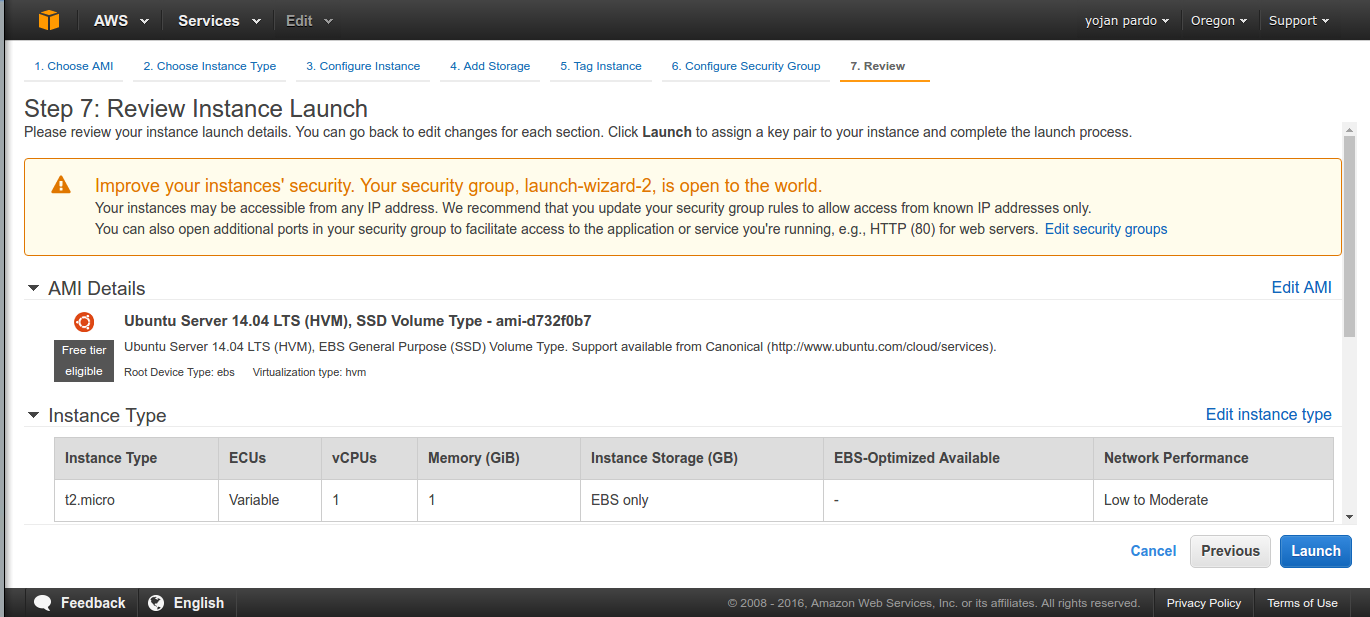 AWS Services Edit yojan pardo Oregon Support
1. Choose AMI 2. Choose Instance Type 3. Configure Instance 4. Add Storage 5. Tag Instance 6. Configure Security Group 7. Review
Step 7: Review Instance Launch
Please review your instance launch details. You can go back to edit changes for each section. Click Launch to assign a key pair to your instance and complete the launch process.
Improve your instances' security. Your security group, launch-wizard-2, is open to the world.
Your instances may be accessible from any IP address. We recommend that you update your security group rules to allow access from known IP addresses only.
You can also open additional ports in your security group to facilitate access to the application or service you're running, e.g., HTTP (80) for web servers. Edit security groups
AMI Details Edit AMI
Ubuntu Server 14.04 LTS (HVM), SSD Volume Type - ami-d732f0b7
Free tier
eligible
Ubuntu Server 14.04 LTS (HVM), EBS General Purpose (SSD) Volume Type. Support available from Canonical (http://www.ubuntu.com/cloud/services).
Root Device Type: ebs Virtualization type: hvm
Instance Type Edit instance type
Instance Type ECUs vCPUs Memory (GiB) Instance Storage (GB) EBS-Optimized Available Network Performance
t2.micro Variable 1 1 EBS only - Low to Moderate
Cancel Previous Launch
Feedback English © 2008 - 2016, Amazon Web Services, Inc. or its affiliates. All rights reserved. Privacy Policy Terms of Use